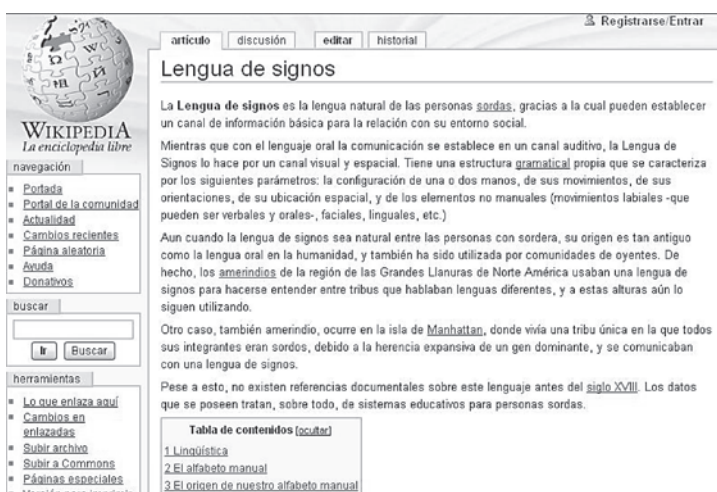 Registrarse/Entrar
artículo discusión editar historial
Lengua de signos
La Lengua de signos es la lengua natural de las personas sordas, gracias a la cual pueden establecer
un canal de información básica para la relación con su entorno social.
Mientras que con el lenguaje oral la comunicación se establece en un canal auditivo, la Lengua de
Signos lo hace por un canal visual y espacial. Tiene una estructura gramatical propia que se caracteriza
por los siguientes parámetros: la configuración de una o dos manos, de sus movimientos, de sus
orientaciones, de su ubicación espacial, y de los elementos no manuales (movimientos labiales -que
pueden ser verbales y orales-, faciales, linguales, etc.)
Aun cuando la lengua de signos sea natural entre las personas con sordera, su origen es tan antiguo
como la lengua oral en la humanidad, y también ha sido utilizada por comunidades de oyentes. De
hecho, los amerindios de la región de las Grandes Llanuras de Norte América usaban una lengua de
signos para hacerse entender entre tribus que hablaban lenguas diferentes, y a estas alturas aún lo
siguen utilizando.
Otro caso, también amerindio, ocurre en la isla de Manhattan, donde vivía una tribu única en la que todos
sus integrantes eran sordos, debido a la herencia expansiva de un gen dominante, y se comunicaban
con una lengua de signos.
Pese a esto, no existen referencias documentales sobre este lenguaje antes del siglo XVIII. Los datos
que se poseen tratan, sobre todo, de sistemas educativos para personas sordas.
Tabla de contenidos [ocultar]
1 Lingüística
2 El alfabeto manual
3 El origen de nuestro alfabeto manual
WIKIPEDIA
La enciclopedia libre
navegación
Portada
Portal de la comunidad
Actualidad
Cambios recientes
Página aleatoria
Ayuda
Donativos
buscar
Ir Buscar
herramientas
Lo que enlaza aquí
Cambios en
enlazadas
Subir archivo
Subir a Commons
Páginas especiales